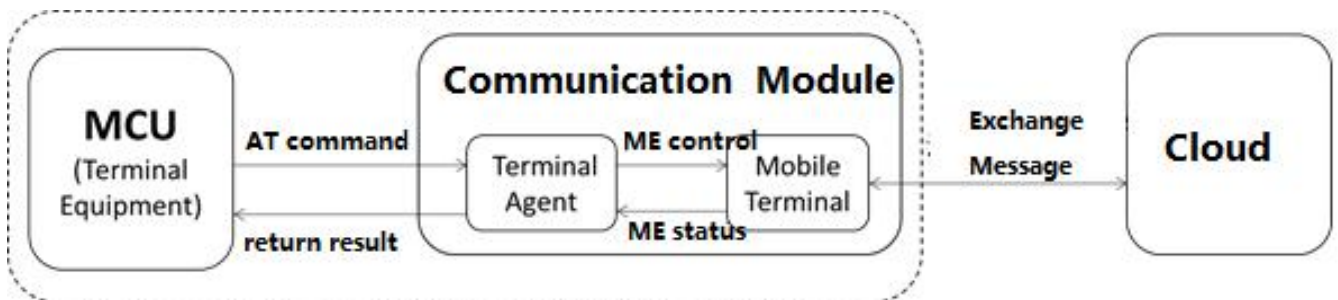 Communication Module
MCU
(Terminal
Equipment)
AT command
return result
Terminal
Agent
ME control
ME status
Mobile
Terminal
Exchange
Message
Cloud